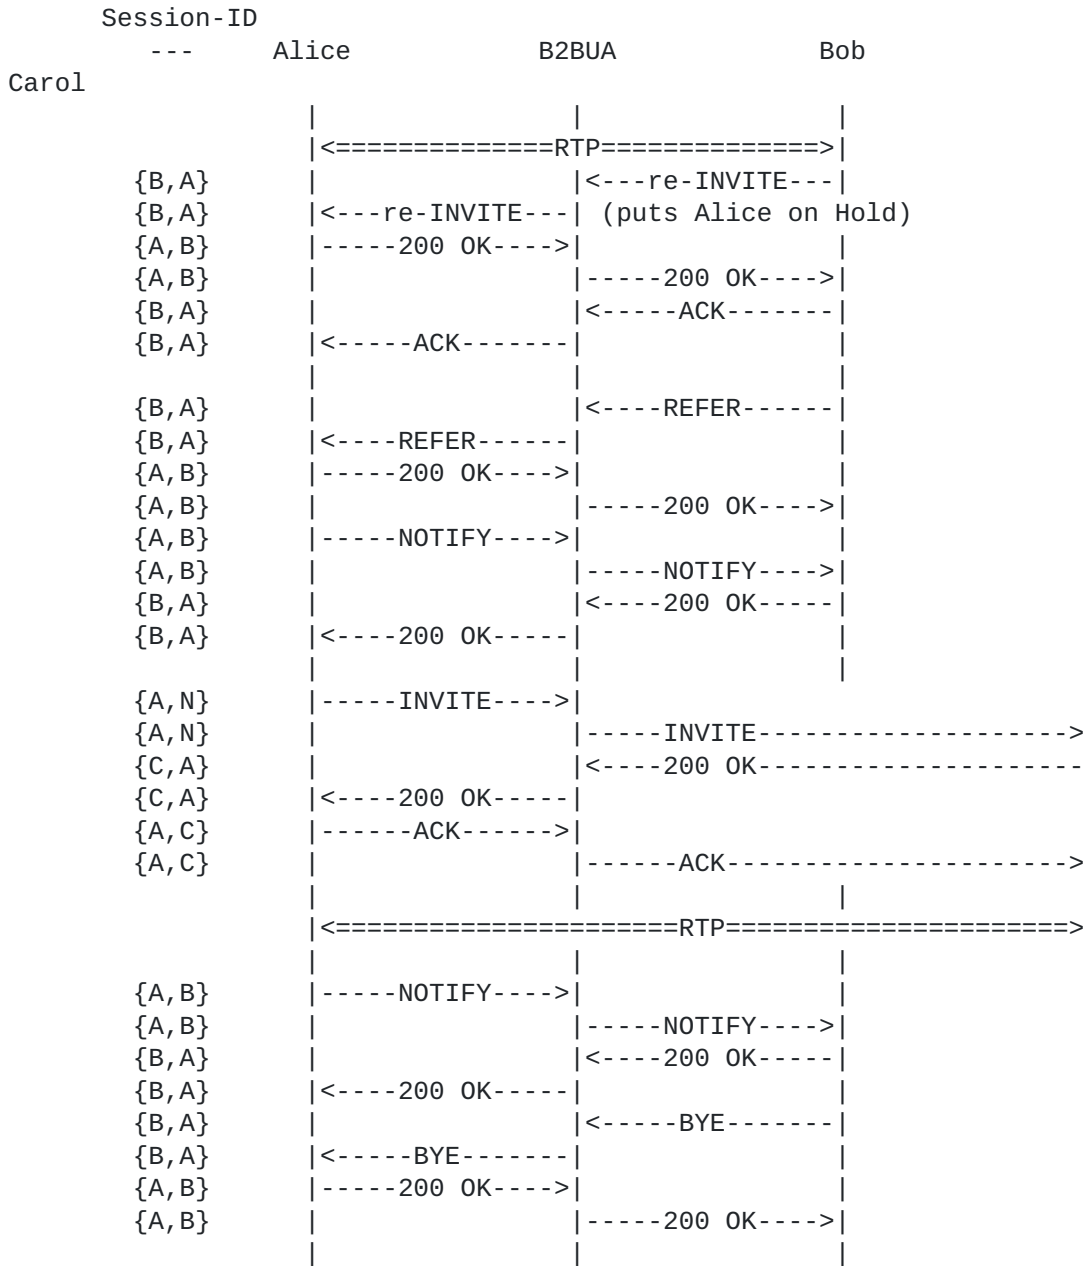 Session-ID
         ---     Alice            B2BUA             Bob
Carol
                   |                |                |
                   |<==============RTP==============>|
        {B,A}      |                |<---re-INVITE---|
        {B,A}      |<---re-INVITE---| (puts Alice on Hold)
        {A,B}      |-----200 OK---->|                |
        {A,B}      |                |-----200 OK---->|
        {B,A}      |                |<-----ACK-------|
        {B,A}      |<-----ACK-------|                |
                   |                |                |
        {B,A}      |                |<----REFER------|
        {B,A}      |<----REFER------|                |
        {A,B}      |-----200 OK---->|                |
        {A,B}      |                |-----200 OK---->|
        {A,B}      |-----NOTIFY---->|                |
        {A,B}      |                |-----NOTIFY---->|
        {B,A}      |                |<----200 OK-----|
        {B,A}      |<----200 OK-----|                |
                   |                |                |
        {A,N}      |-----INVITE---->|
        {A,N}      |                |-----INVITE-------------------->
        {C,A}      |                |<----200 OK---------------------
        {C,A}      |<----200 OK-----|
        {A,C}      |------ACK------>|
        {A,C}      |                |------ACK---------------------->
                   |                |                |
                   |<======================RTP======================>
                   |                |                |
        {A,B}      |-----NOTIFY---->|                |
        {A,B}      |                |-----NOTIFY---->|
        {B,A}      |                |<----200 OK-----|
        {B,A}      |<----200 OK-----|                |
        {B,A}      |                |<-----BYE-------|
        {B,A}      |<-----BYE-------|                |
        {A,B}      |-----200 OK---->|                |
        {A,B}      |                |-----200 OK---->|
                   |                |                |